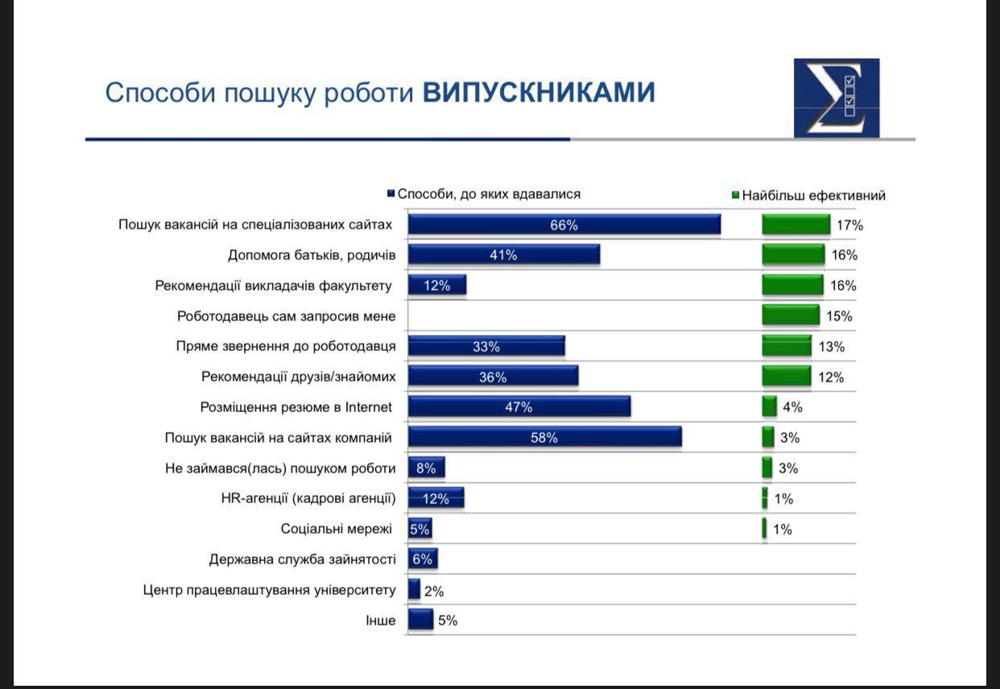 Способи пошуку роботи ВИПУСКНИКАМИ
Способи, до яких вдавалися
Найбільш ефективний
Пошук вакансій на спеціалізованих сайтах 66% 17%
Допомога батьків, родичів 41% 16%
Рекомендації викладачів факультету 12% 16%
Роботодавець сам запросив мене 15%
Пряме звернення до роботодавця 33% 13%
Рекомендації друзів/знайомих 36% 12%
Розміщення резюме в Internet 47% 4%
Пошук вакансій на сайтах компаній 58% 3%
Не займався(лась) пошуком роботи 8% 3%
HR-агенції (кадрові агенції) 12% 1%
Соціальні мережі 5% 1%
Державна служба зайнятості 6%
Центр працевлаштування університету 2%
Інше 5%